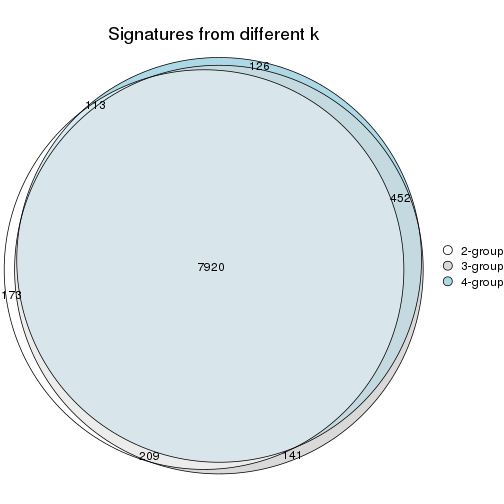 Signatures from different k
126
113
452
7920
173
209
141
2-group
3-group
4-group